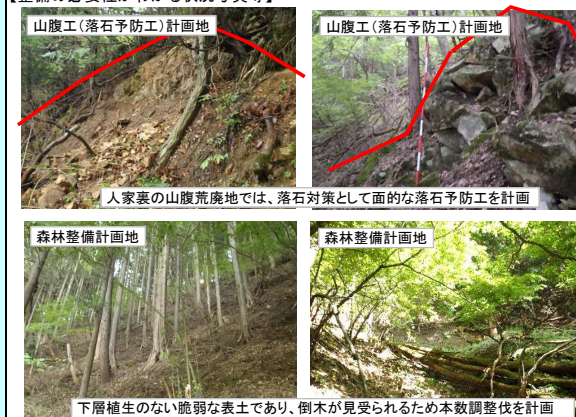 山腹工（落石予防工）計画地
山腹工（落石予防工）計画地
人家裏の山腹荒廃地では、落石対策として面的な落石予防工を計画
森林整備計画地
森林整備計画地
下層植生のない脆弱な表土であり、倒木が見受られるため本数調整伐を計画